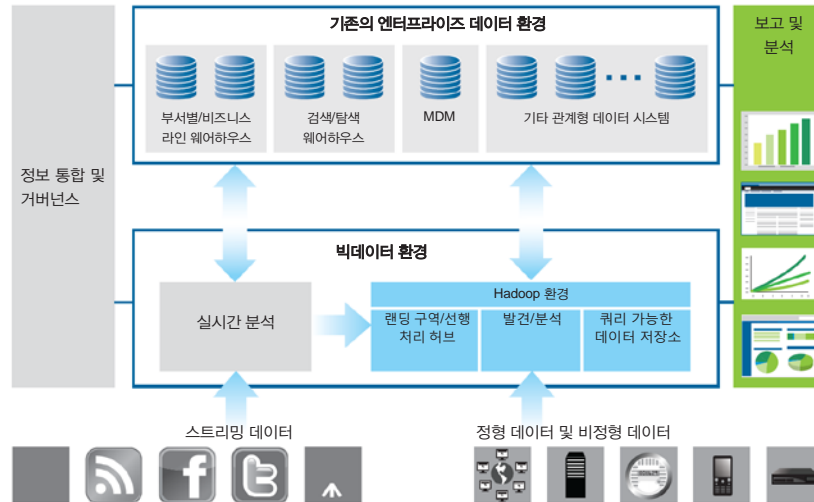 기존의 엔터프라이즈 데이터 환경
보고 및
분석
부서별/비즈니스
라인 웨어하우스
검색/탐색
웨어하우스
MDM
기타 관계형 데이터 시스템
정보 통합 및
거버넌스
빅데이터 환경
실시간 분석
Hadoop 환경
랜딩 구역/선행
처리 허브
발견/분석
쿼리 가능한
데이터 저장소
스트리밍 데이터
정형 데이터 및 비정형 데이터